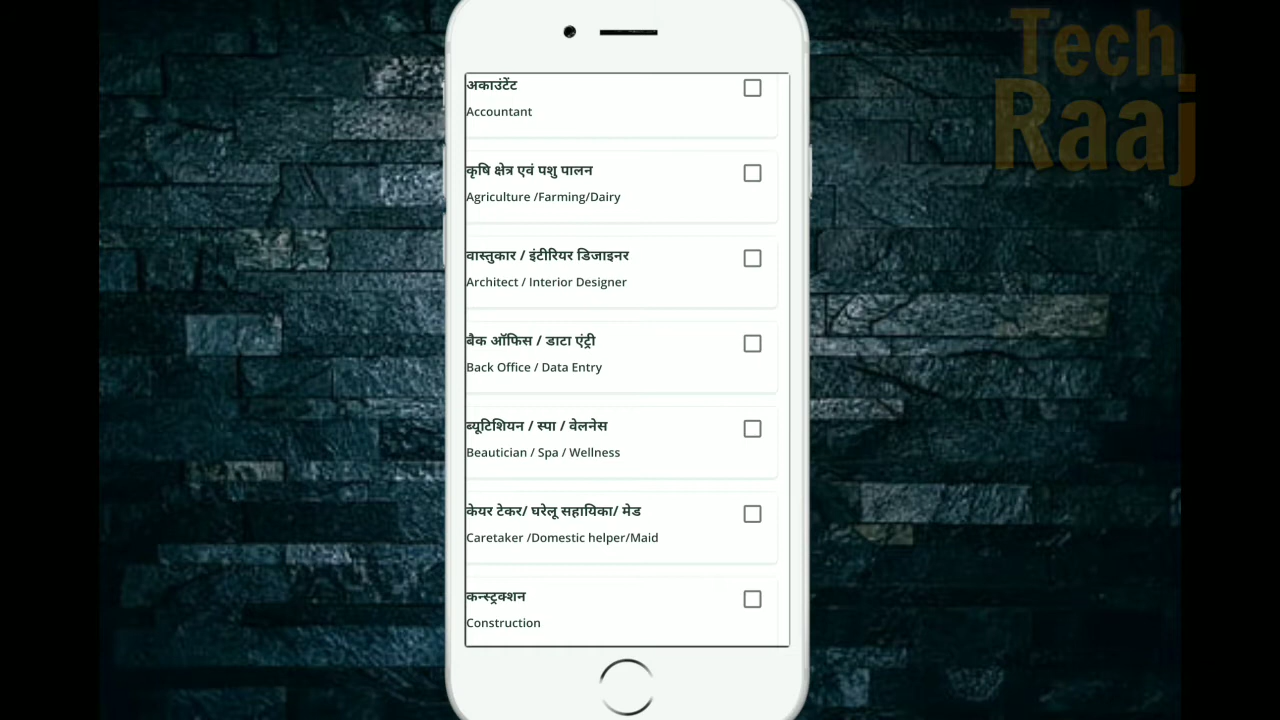 Tech
Raaj
अकाउंटेंट
Accountant
कृषि क्षेत्र एवं पशु पालन
Agriculture /Farming/Dairy
वास्तुकार / इंटीरियर डिजाइनर
Architect / Interior Designer
बैक ऑफिस / डाटा एंट्री
Back Office / Data Entry
ब्यूटिशियन / स्पा / वेलनेस
Beautician / Spa / Wellness
केयर टेकर/ घरेलू सहायिका/ मेड
Caretaker /Domestic helper/Maid
कन्स्ट्रक्शन
Construction